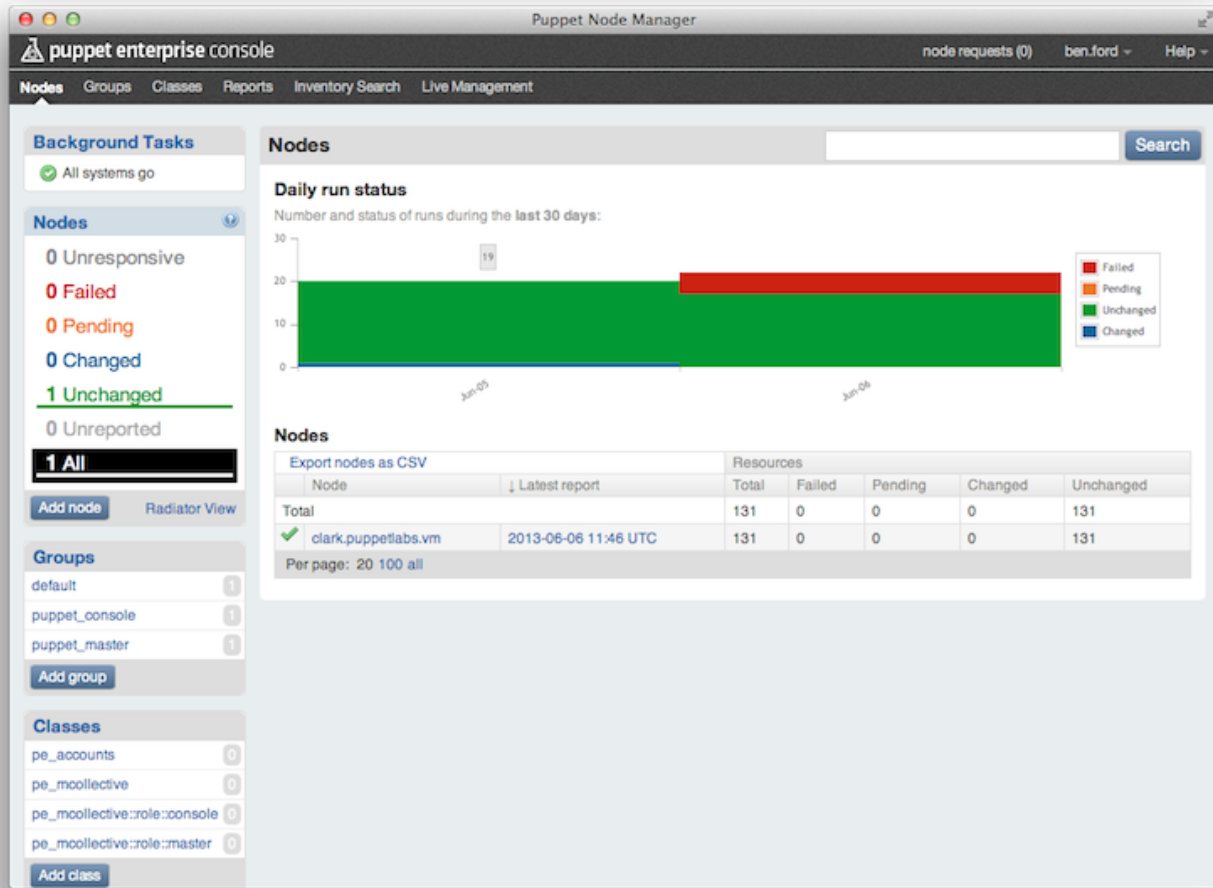 Puppet Node Manager
puppet enterprise console
node requests (0) ben.ford Help
Nodes Groups Classes Reports Inventory Search Live Management
Background Tasks
All systems go
Nodes
0 Unresponsive
0 Failed
0 Pending
0 Changed
1 Unchanged
0 Unreported
1 All
Add node Radiator View
Groups
default 1
puppet_console 1
puppet_master 1
Add group
Classes
pe_accounts 0
pe_mcollective 0
pe_mcollective::role::console 0
pe_mcollective::role::master 0
Add class
Nodes Search
Daily run status
Number and status of runs during the last 30 days:
30
20
10
0
19
Jun-05 Jun-06
Failed
Pending
Unchanged
Changed
Nodes
Export nodes as CSV Resources
Node ↓ Latest report Total Failed Pending Changed Unchanged
Total 131 0 0 0 131
clark.puppetlabs.vm 2013-06-06 11:46 UTC 131 0 0 0 131
Per page: 20 100 all